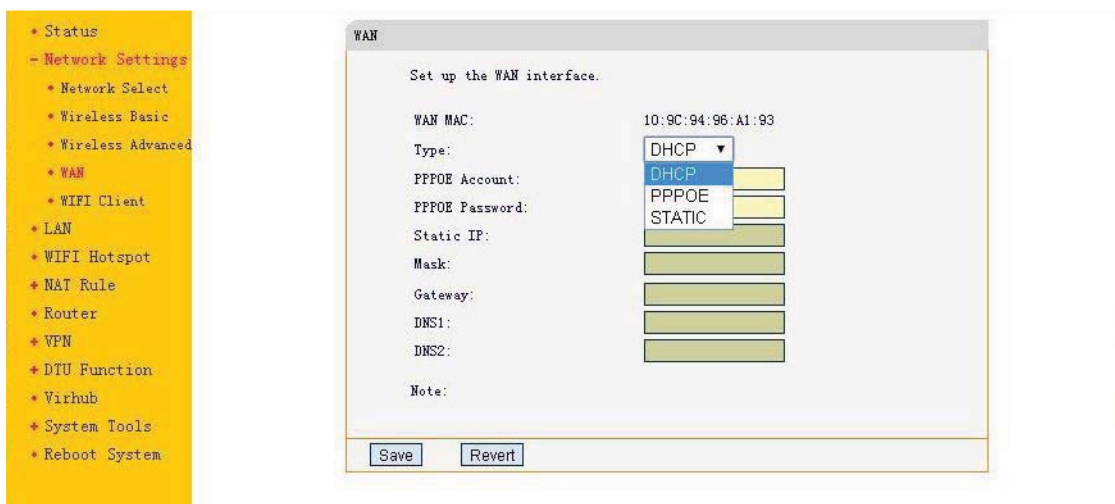 Status
Network Settings
Network Select
Wireless Basic
Wireless Advanced
WAN
WIFI Client
LAN
WIFI Hotspot
NAT Rule
Router
VPN
DTU Function
Virhub
System Tools
Reboot System
WAN
Set up the WAN interface.
WAN MAC: 10:9C:94:96:A1:93
Type: DHCP
DHCP
PPPOE Account:
PPPOE
PPPOE Password:
STATIC
Static IP:
Mask:
Gateway:
DNS1:
DNS2:
Note:
Save Revert